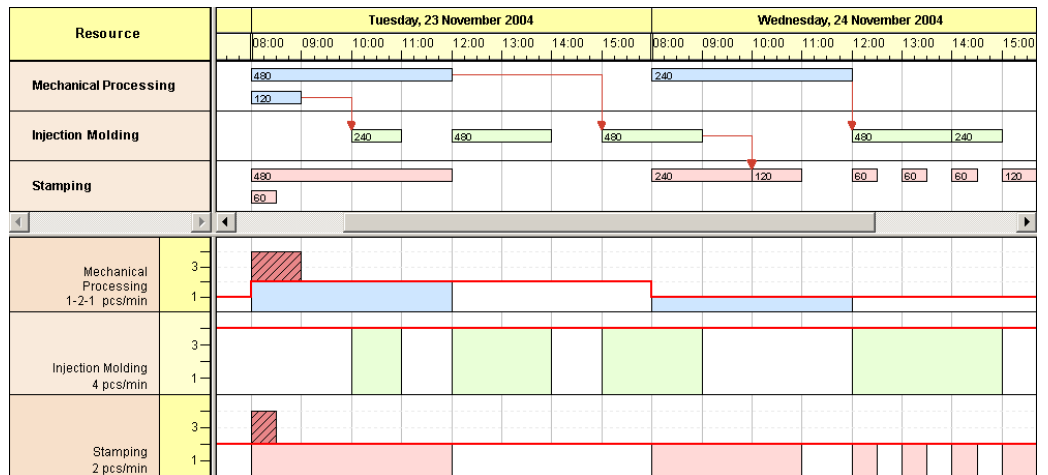 Resource
Tuesday, 23 November 2004
Wednesday, 24 November 2004
08:00 09:00 10:00 11:00 12:00 13:00 14:00 15:00 08:00 09:00 10:00 11:00 12:00 13:00 14:00 15:00
Mechanical Processing
480 240
120
Injection Molding
240 480 480 480 240
Stamping
480 240 120 60 60 60 120
60
Mechanical
Processing
1-2-1 pcs/min
3
1
Injection Molding
4 pcs/min
3
1
Stamping
2 pcs/min
3
1